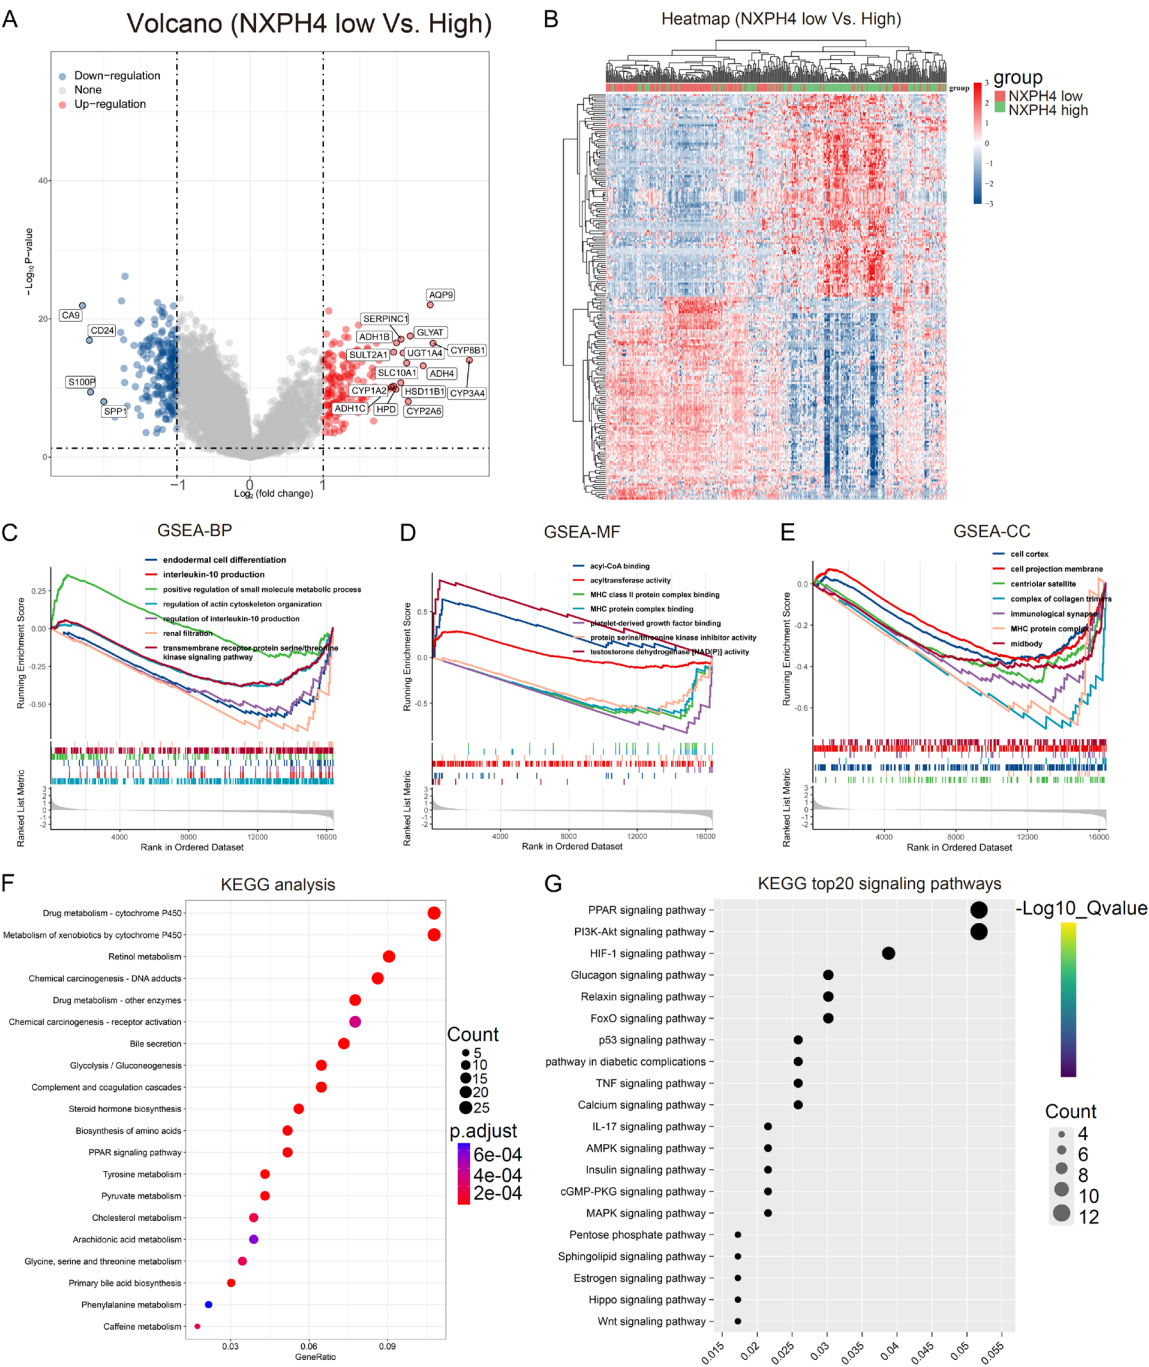 A
Volcano (NXPH4 low Vs. High)
Down-regulation
None
Up-regulation
−Log10 P-value
40
20
0
CA9
CD24
S100P
SPP1
AQP9
SERPINC1
ADH1B
GLYAT
SULT2A1
UGT1A4
CYP8B1
SLC10A1
ADH4
CYP1A2
HSD11B1
CYP3A4
ADH1C
HPD
CYP2A6
−1
0
1
Log2 (fold change)
B
Heatmap (NXPH4 low Vs. High)
group
group
NXPH4 low
NXPH4 high
3
2
1
0
−1
−2
−3
C
GSEA-BP
endodermal cell differentiation
interleukin-10 production
positive regulation of small molecule metabolic process
regulation of actin cytoskeleton organization
regulation of interleukin-10 production
renal filtration
transmembrane receptor protein serine/threonine
kinase signaling pathway
Running Enrichment Score
0.25
0.00
-0.25
-0.50
Ranked List Metric
3
2
1
0
-1
-2
4000
8000
12000
16000
Rank in Ordered Dataset
D
GSEA-MF
acyl-CoA binding
acyltransferase activity
MHC class II protein complex binding
MHC protein complex binding
platelet-derived growth factor binding
protein serine/threonine kinase inhibitor activity
testosterone dehydrogenase [NAD(P)] activity
Running Enrichment Score
0.5
0.0
-0.5
Ranked List Metric
3
2
1
0
-1
-2
4000
8000
12000
16000
Rank in Ordered Dataset
E
GSEA-CC
cell cortex
cell projection membrane
centriolar satellite
complex of collagen trimers
immunological synapse
MHC protein complex
midbody
Running Enrichment Score
0.0
-0.2
-0.4
-0.6
Ranked List Metric
3
2
1
0
-1
-2
4000
8000
12000
16000
Rank in Ordered Dataset
F
KEGG analysis
Drug metabolism - cytochrome P450
Metabolism of xenobiotics by cytochrome P450
Retinol metabolism
Chemical carcinogenesis - DNA adducts
Drug metabolism - other enzymes
Chemical carcinogenesis - receptor activation
Bile secretion
Glycolysis / Gluconeogenesis
Complement and coagulation cascades
Steroid hormone biosynthesis
Biosynthesis of amino acids
PPAR signaling pathway
Tyrosine metabolism
Pyruvate metabolism
Cholesterol metabolism
Arachidonic acid metabolism
Glycine, serine and threonine metabolism
Primary bile acid biosynthesis
Phenylalanine metabolism
Caffeine metabolism
0.03
0.06
0.09
GeneRatio
Count
5
10
15
20
25
p.adjust
6e-04
4e-04
2e-04
G
KEGG top20 signaling pathways
PPAR signaling pathway
PI3K-Akt signaling pathway
HIF-1 signaling pathway
Glucagon signaling pathway
Relaxin signaling pathway
FoxO signaling pathway
p53 signaling pathway
pathway in diabetic complications
TNF signaling pathway
Calcium signaling pathway
IL-17 signaling pathway
AMPK signaling pathway
Insulin signaling pathway
cGMP-PKG signaling pathway
MAPK signaling pathway
Pentose phosphate pathway
Sphingolipid signaling pathway
Estrogen signaling pathway
Hippo signaling pathway
Wnt signaling pathway
0.015
0.02
0.025
0.03
0.035
0.04
0.045
0.05
0.055
-Log10_Qvalue
Count
4
6
8
10
12